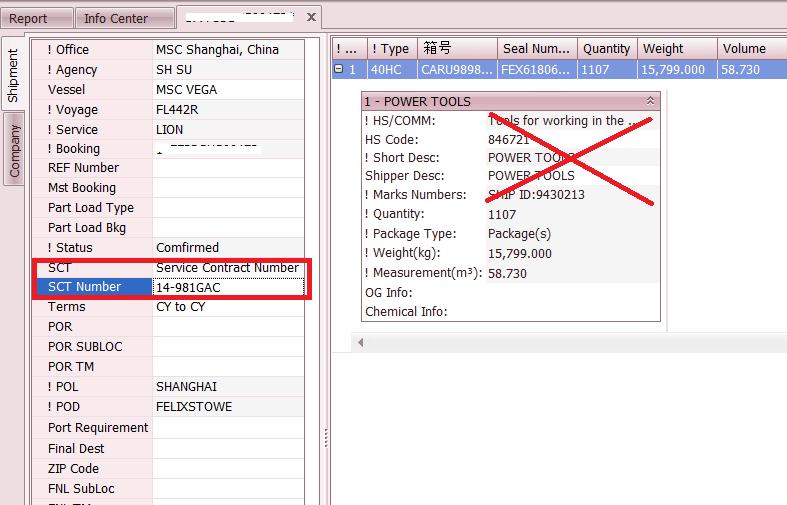 Report Info Center X
Shipment
Company
! Office MSC Shanghai, China
! Agency SH SU
Vessel MSC VEGA
! Voyage FL442R
! Service LION
! Booking
REF Number
Mst Booking
Part Load Type
Part Load Bkg
! Status Comfirmed
SCT Service Contract Number
SCT Number 14-981GAC
Terms CY to CY
POR
POR SUBLOC
POR TM
! POL SHANGHAI
! POD FELIXSTOWE
Port Requirement
Final Dest
ZIP Code
FNL SubLoc
! ... ! Type 箱号 Seal Num... Quantity Weight Volume
1 40HC CARU9898... FEX61806... 1107 15,799.000 58.730
1 - POWER TOOLS
! HS/COMM: Tools for working in the ...
HS Code: 846721
! Short Desc: POWER TOOLS
Shipper Desc: POWER TOOLS
! Marks Numbers: SHIP ID:9430213
! Quantity: 1107
! Package Type: Package(s)
! Weight(kg): 15,799.000
! Measurement(m³): 58.730
OG Info:
Chemical Info: